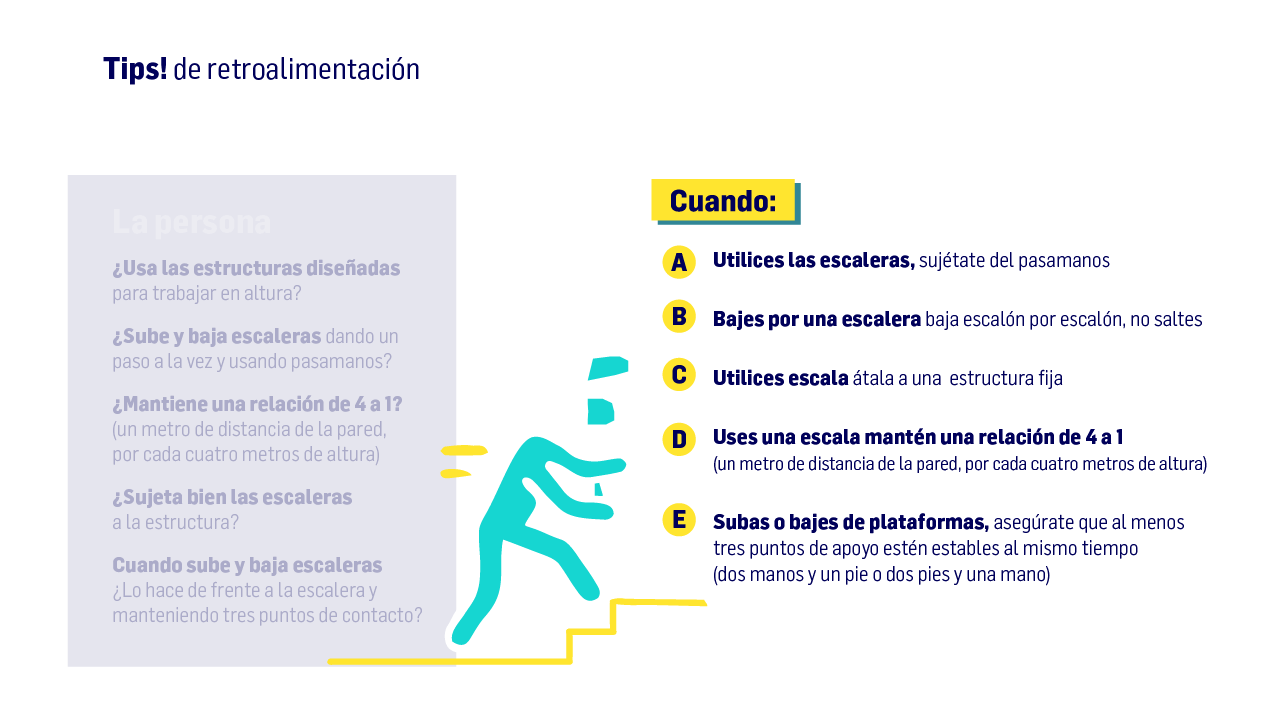 Tips! de retroalimentación
La persona
¿Usa las estructuras diseñadas
para trabajar en altura?
¿Sube y baja escaleras dando un
paso a la vez y usando pasamanos?
¿Mantiene una relación de 4 a 1?
(un metro de distancia de la pared,
por cada cuatro metros de altura)
¿Sujeta bien las escaleras
a la estructura?
Cuando sube y baja escaleras
¿Lo hace de frente a la escalera y
manteniendo tres puntos de contacto?
Cuando:
A Utilices las escaleras, sujétate del pasamanos
B Bajes por una escalera baja escalón por escalón, no saltes
C Utilices escala átala a una estructura fija
D Uses una escala mantén una relación de 4 a 1
(un metro de distancia de la pared, por cada cuatro metros de altura)
E Subas o bajes de plataformas, asegúrate que al menos
tres puntos de apoyo estén estables al mismo tiempo
(dos manos y un pie o dos pies y una mano)